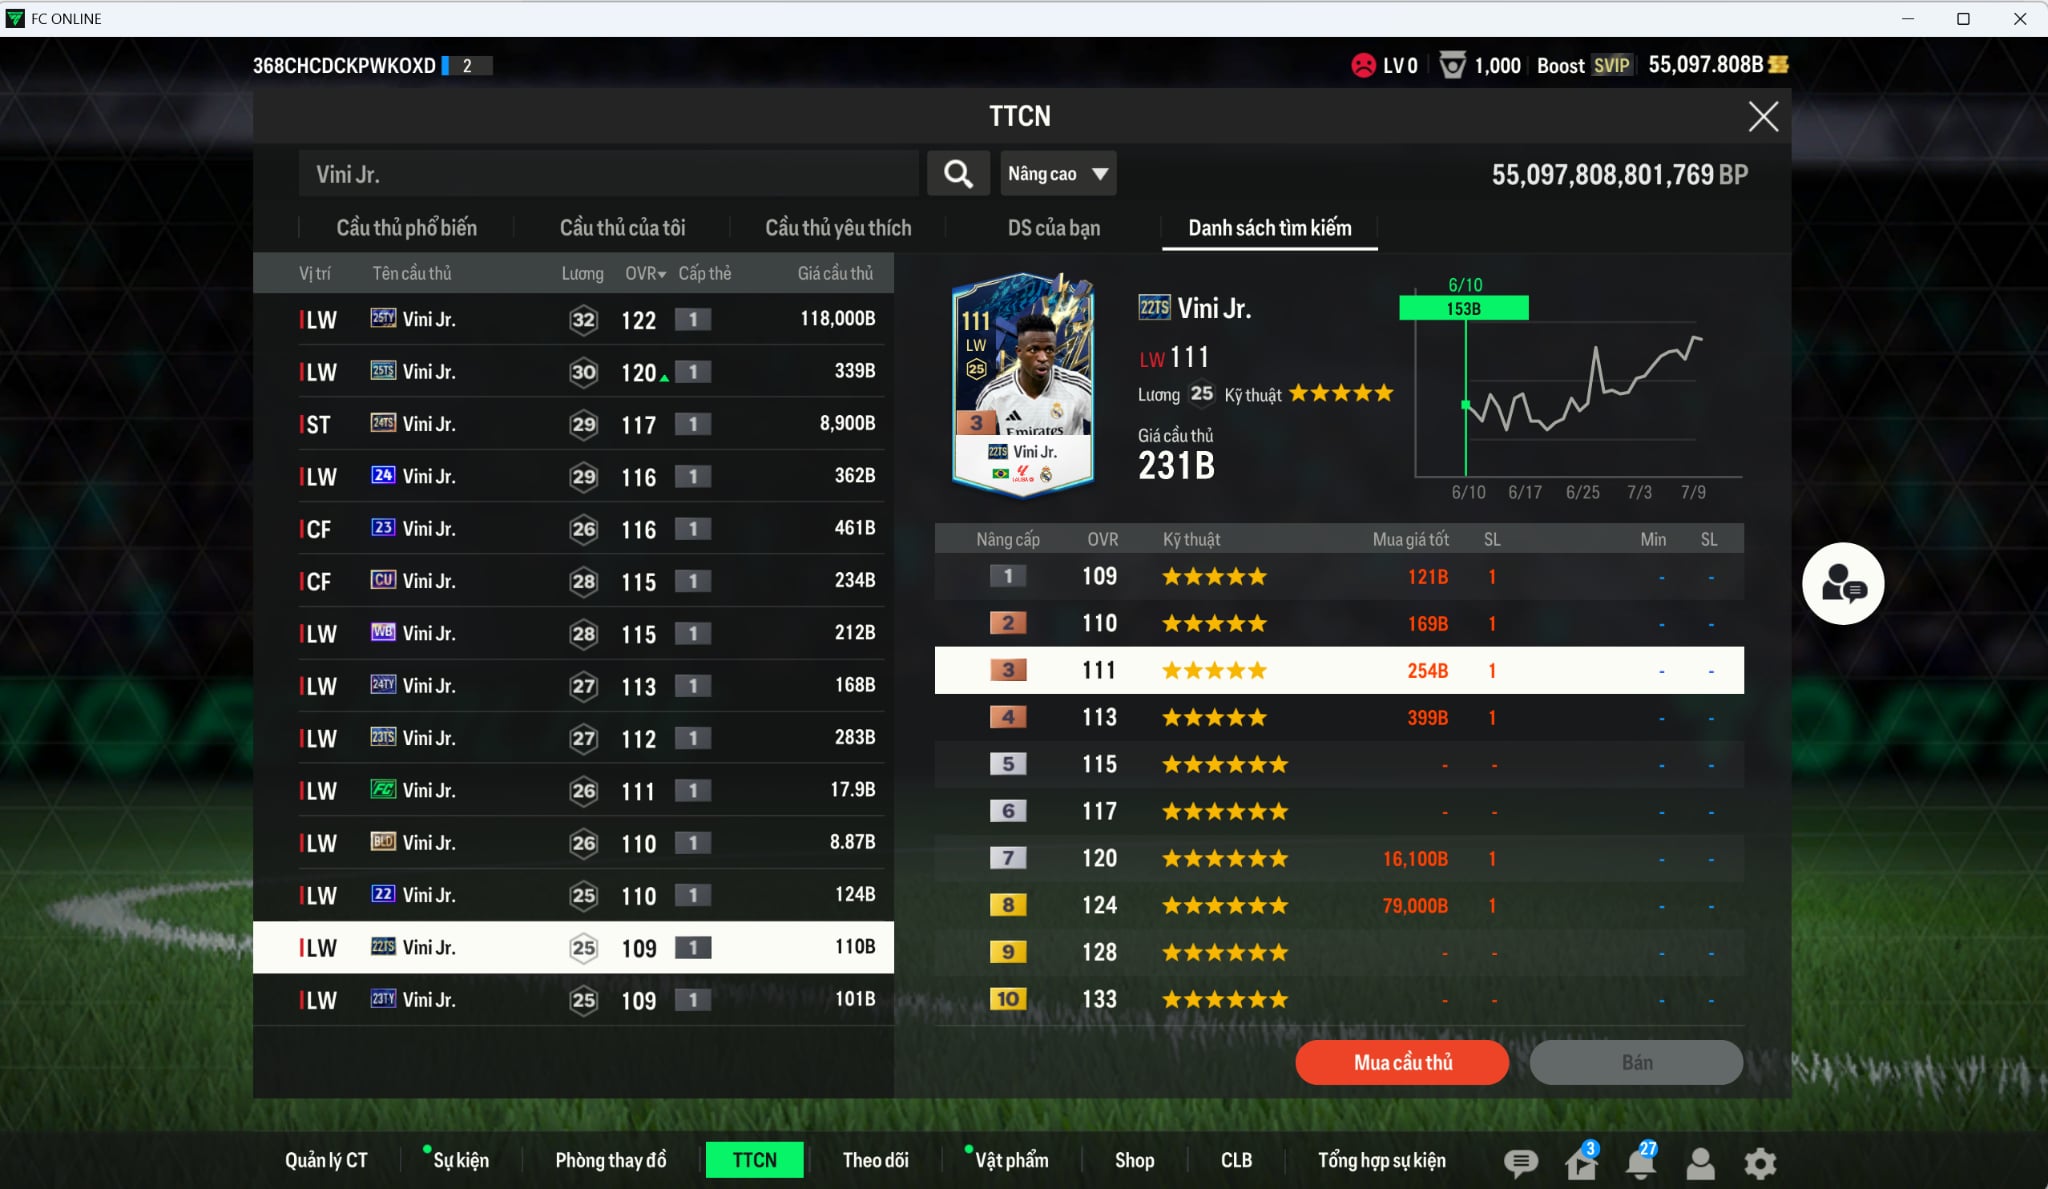 FC ONLINE
368CHCDCKPWKOXD 2
LV 0 1,000 Boost SVIP 55,097.808B
TTCN
Vini Jr. Nâng cao 55,097,808,801,769 BP
Cầu thủ phổ biến Cầu thủ của tôi Cầu thủ yêu thích DS của bạn Danh sách tìm kiếm
Vị trí Tên cầu thủ Lương OVR Cấp thẻ Giá cầu thủ
LW 25TY Vini Jr. 32 122 1 118,000B
LW 25TS Vini Jr. 30 120 1 339B
ST 24TS Vini Jr. 29 117 1 8,900B
LW 24 Vini Jr. 29 116 1 362B
CF 23 Vini Jr. 26 116 1 461B
CF CU Vini Jr. 28 115 1 234B
LW WB Vini Jr. 28 115 1 212B
LW 24TY Vini Jr. 27 113 1 168B
LW 23TS Vini Jr. 27 112 1 283B
LW FC Vini Jr. 26 111 1 17.9B
LW BLD Vini Jr. 26 110 1 8.87B
LW 22 Vini Jr. 25 110 1 124B
LW 22TS Vini Jr. 25 109 1 110B
LW 23TY Vini Jr. 25 109 1 101B
111
LW
25
3
Emirates
22TS Vini Jr.
LALIGA
22TS Vini Jr.
LW 111
Lương 25 Kỹ thuật
Giá cầu thủ
231B
6/10
153B
6/10 6/17 6/25 7/3 7/9
Nâng cấp OVR Kỹ thuật Mua giá tốt SL Min SL
1 109 121B 1 - -
2 110 169B 1 - -
3 111 254B 1 - -
4 113 399B 1 - -
5 115 - - - -
6 117 - - - -
7 120 16,100B 1 - -
8 124 79,000B 1 - -
9 128 - - - -
10 133 - - - -
Mua cầu thủ Bán
Quản lý CT Sự kiện Phòng thay đồ TTCN Theo dõi Vật phẩm Shop CLB Tổng hợp sự kiện 3 27